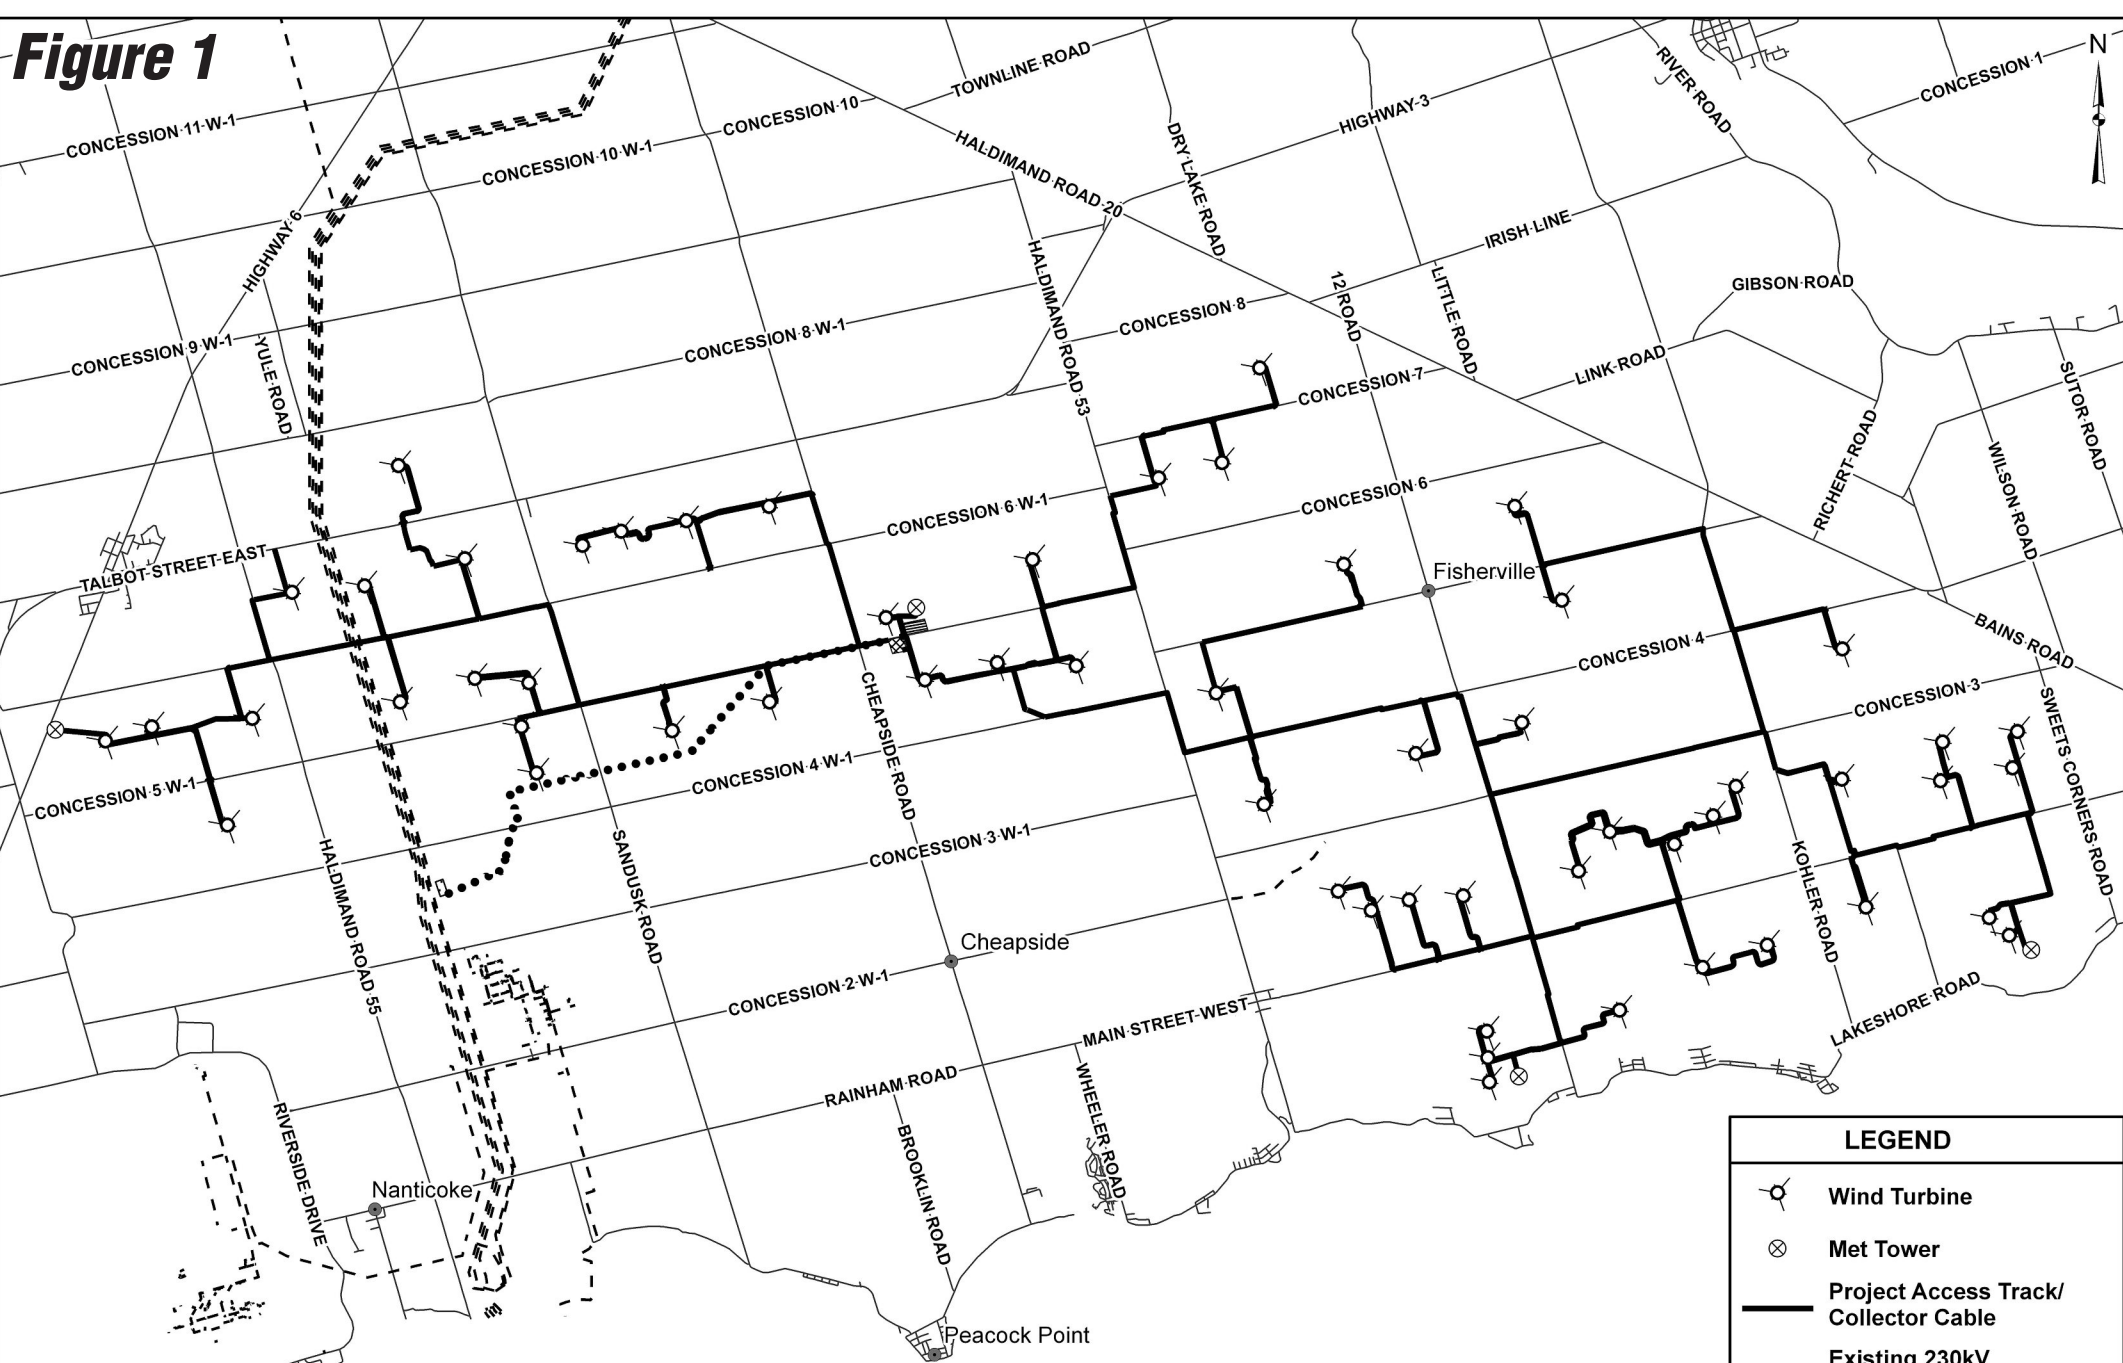 Figure 1
N
CONCESSION 11 W-1
CONCESSION 10 W-1
CONCESSION 10
TOWNLINE ROAD
HALDIMAND ROAD 20
DRY LAKE ROAD
HIGHWAY 3
RIVER ROAD
CONCESSION 1
HIGHWAY 6
CONCESSION 9 W-1
YULE ROAD
CONCESSION 8 W-1
HALDIMAND ROAD 53
CONCESSION 8
12 ROAD
LITTLE ROAD
IRISH LINE
GIBSON ROAD
LINK ROAD
CONCESSION 7
RICHERT ROAD
WILSON ROAD
SUTOR ROAD
TALBOT STREET EAST
CONCESSION 6 W-1
CONCESSION 6
Fisherville
CONCESSION 4
BAINS ROAD
CONCESSION 3
SWEETS CORNERS ROAD
CONCESSION 5 W-1
CHEAPSIDE ROAD
CONCESSION 4 W-1
CONCESSION 3 W-1
HALDIMAND ROAD 55
SANDUSK ROAD
KOHLER ROAD
Cheapside
CONCESSION 2 W-1
MAIN STREET WEST
LAKESHORE ROAD
RAINHAM ROAD
WHEELER ROAD
BROOKLIN ROAD
RIVERSIDE DRIVE
Nanticoke
Peacock Point
LEGEND
Wind Turbine
Met Tower
Project Access Track/
Collector Cable
Existing 230kV